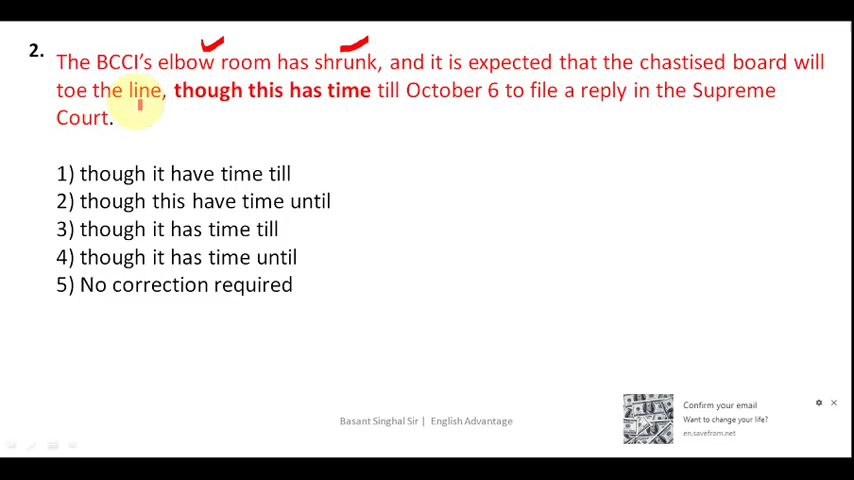 2.
The BCCI's elbow room has shrunk, and it is expected that the chastised board will
toe the line, though this has time till October 6 to file a reply in the Supreme
Court.
1) though it have time till
2) though this have time until
3) though it has time till
4) though it has time until
5) No correction required
Basant Singhal Sir | English Advantage
Confirm your email
Want to change your life?
en.savefrom.net